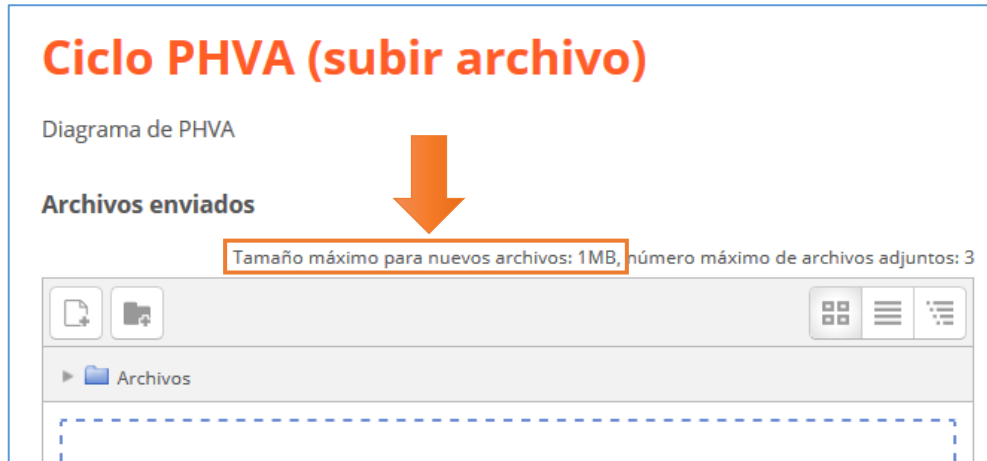 Ciclo PHVA (subir archivo)
Diagrama de PHVA
Archivos enviados
Tamaño máximo para nuevos archivos: 1MB, número máximo de archivos adjuntos: 3
Archivos